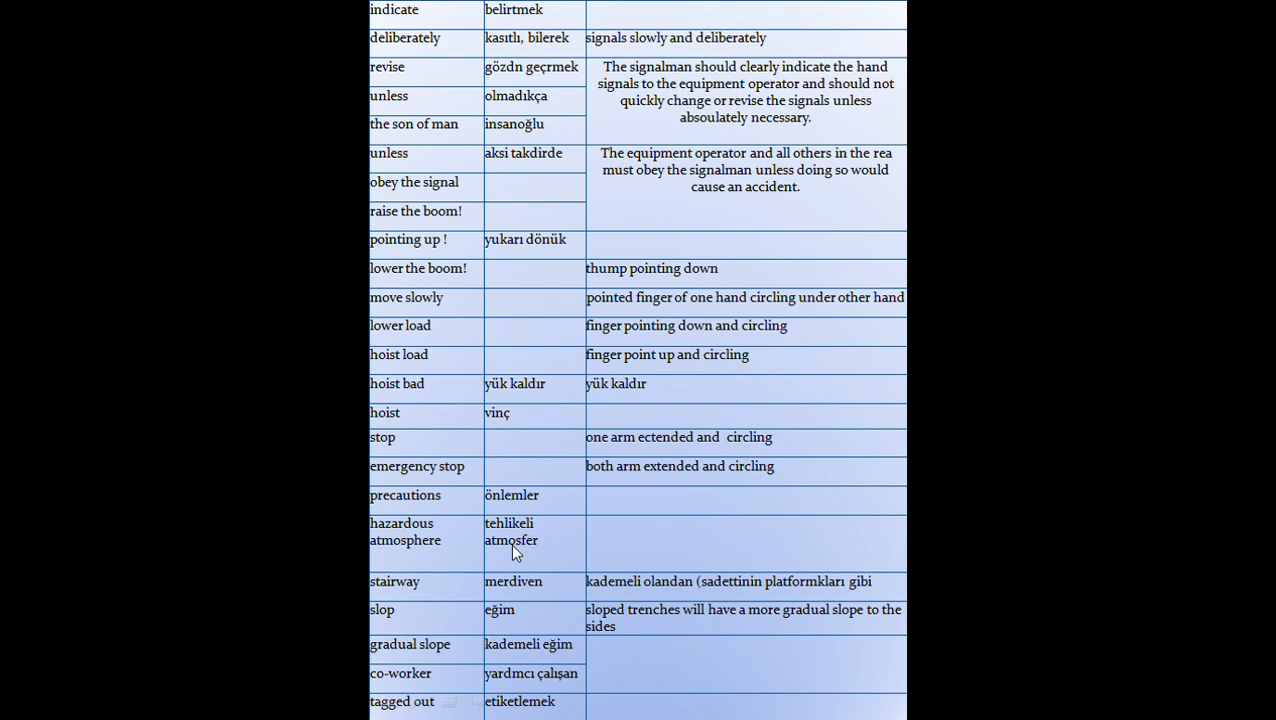 indicate belirtmek
deliberately kasıtlı, bilerek signals slowly and deliberately
revise gözdn geçrmek The signalman should clearly indicate the hand
signals to the equipment operator and should not
unless olmadıkça quickly change or revise the signals unless
absoulately necessary.
the son of man insanoğlu
unless aksi takdirde The equipment operator and all others in the rea
must obey the signalman unless doing so would
obey the signal cause an accident.
raise the boom!
pointing up ! yukarı dönük
lower the boom! thump pointing down
move slowly pointed finger of one hand circling under other hand
lower load finger pointing down and circling
hoist load finger point up and circling
hoist bad yük kaldır yük kaldır
hoist vinç
stop one arm ectended and circling
emergency stop both arm extended and circling
precautions önlemler
hazardous tehlikeli
atmosphere atmosfer
stairway merdiven kademeli olandan (sadettinin platformkları gibi
slop eğim sloped trenches will have a more gradual slope to the
sides
gradual slope kademeli eğim
co-worker yardmcı çalışan
tagged out etiketlemek